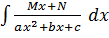 ∫ (Mx+N)/(ax²+bx+c) dx